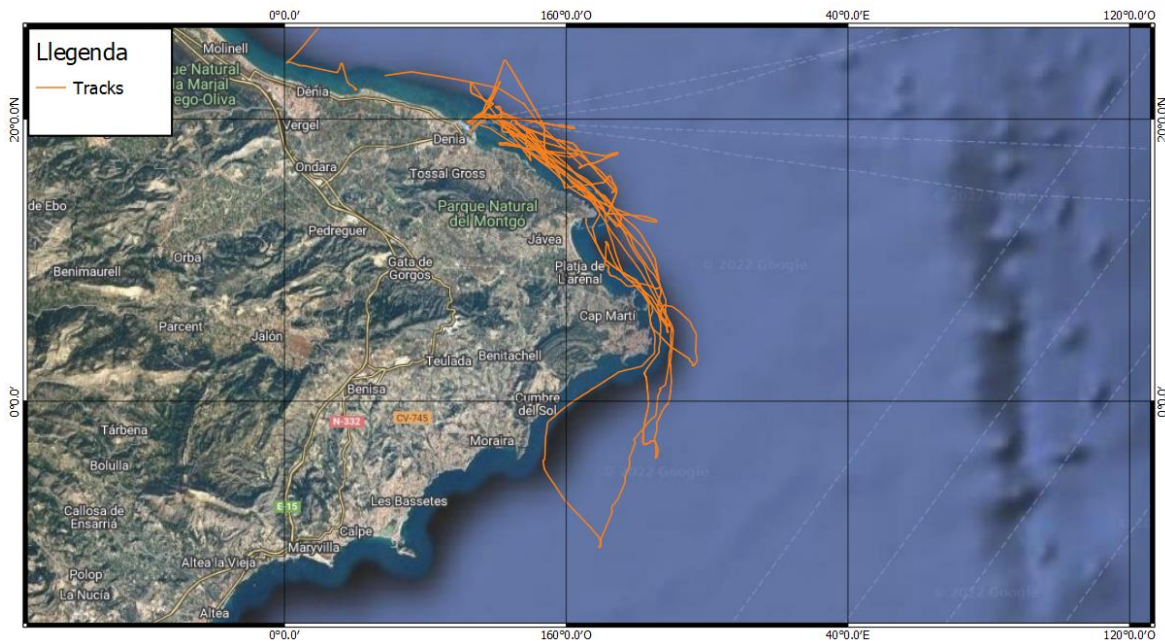 0°0.0'
160°0.0'O
40°0.0'E
120°0.0'O
Llegenda
Tracks
Molinell
ue Natural
la Marjal
ego-Oliva
Dénia
20°0.0'N
20°0.0'N
Vergel
Denia
Ondara
Tossal Gross
de Ebo
Parque Natural
del Montgó
Pedreguer
Jávea
Orba
Gata de
Gorgos
Benimaurell
Platja de
L'arenal
© 2022 Google
Parcent
Jalón
Cap Martí
Teulada
Benitachell
Benisa
Cumbre
del Sol
0°0.0'
0°0.0'
N-332
CV-745
Tárbena
Moraira
Bolulla
© 2022 Google
Les Bassetes
Callosa de
Ensarriá
E-15
Calpe
Maryvilla
Altea la Vieja
Polop
La Nucía
© 2022 Google
Altea
0°0.0'
160°0.0'O
40°0.0'E
120°0.0'O